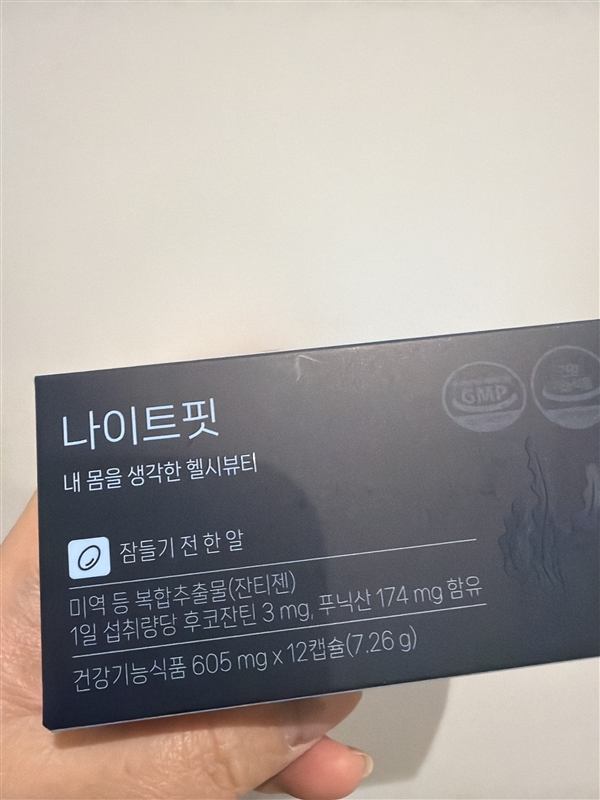 나이트핏
내 몸을 생각한 헬시뷰티
잠들기 전 한 알
미역 등 복합추출물(잔티젠)
1일 섭취량당 후코잔틴 3 mg, 푸닉산 174 mg 함유
건강기능식품 605 mg x 12캡슐(7.26 g)
GMP